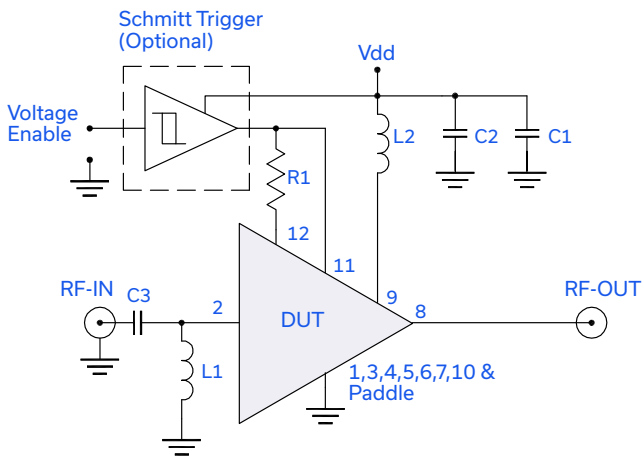 Schmitt Trigger
(Optional)
Vdd
Voltage
Enable
L2
C2
C1
R1
12
11
RF-IN
C3
2
9
8
RF-OUT
DUT
L1
1,3,4,5,6,7,10 &
Paddle